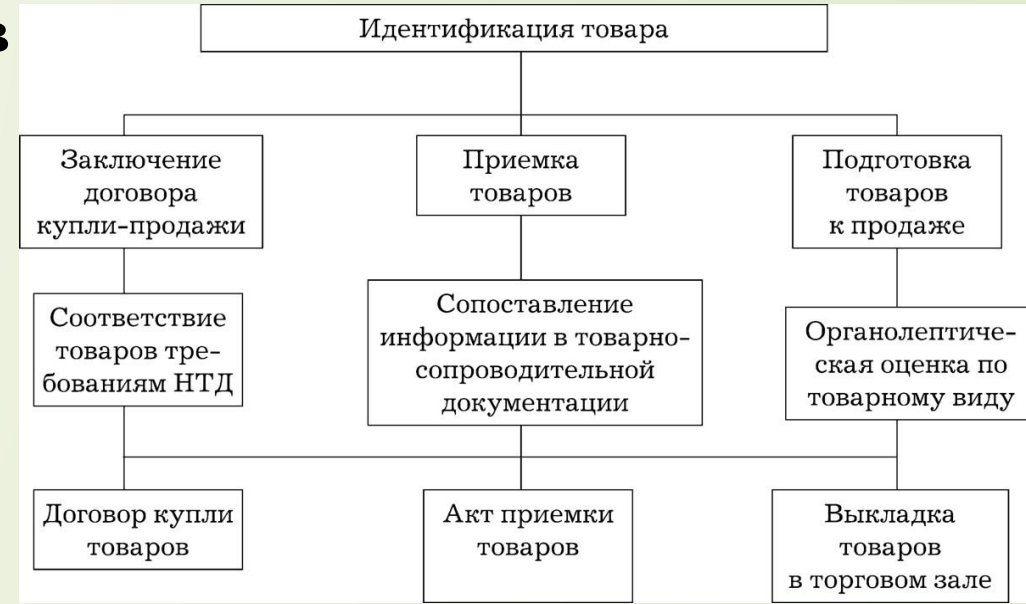 в
Идентификация товара
Заключение
договора
купли-продажи
Приемка
товаров
Подготовка
товаров
к продаже
Соответствие
товаров тре-
бованиям НТД
Сопоставление
информации в товарно-
сопроводительной
документации
Органолептиче-
ская оценка по
товарному виду
Договор купли
товаров
Акт приемки
товаров
Выкладка
товаров
в торговом зале